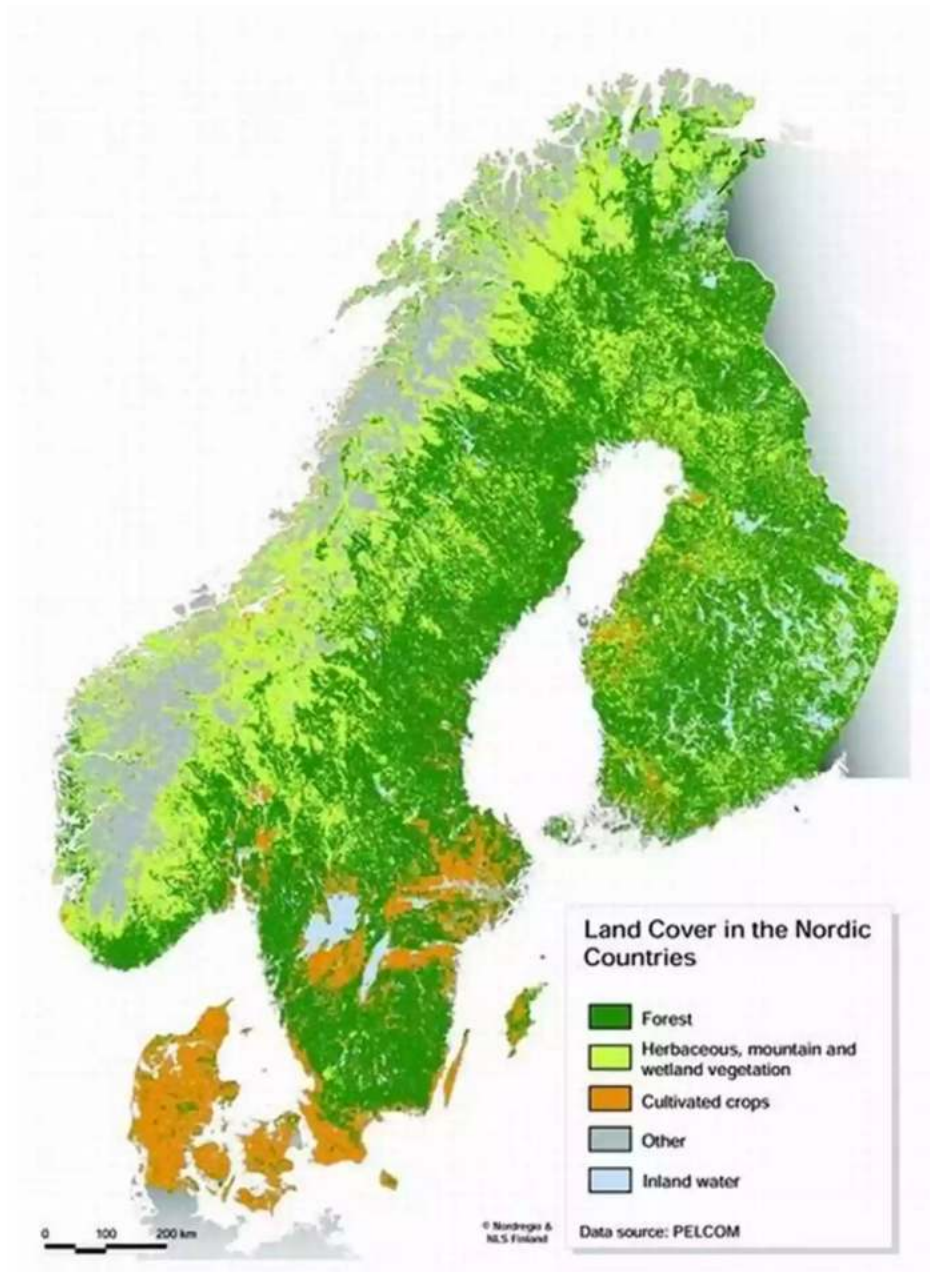 Land Cover in the Nordic
Countries
Forest
Herbaceous, mountain and
wetland vegetation
Cultivated crops
Other
Inland water
0 100 200 km
© Nordregio &
NLS Finland
Data source: PELCOM